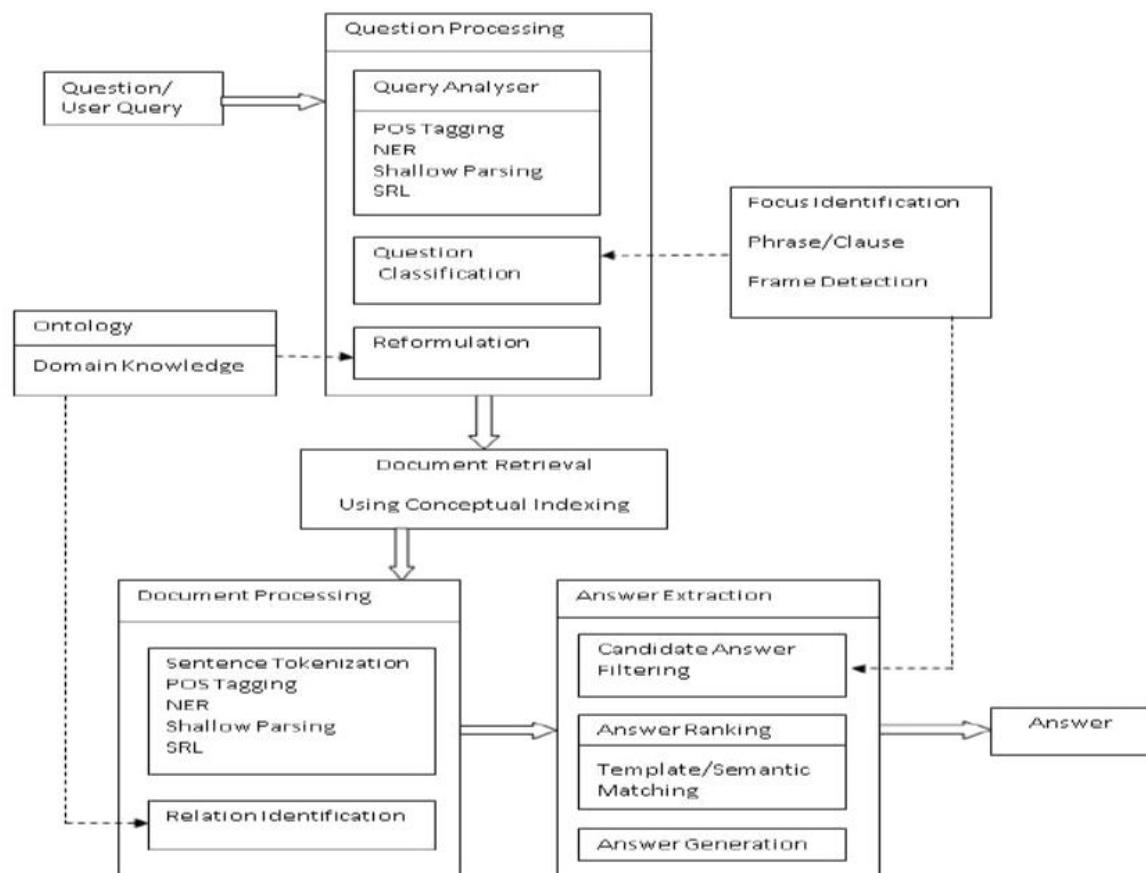 Question Processing
Question/
User Query
Query Analyser
POS Tagging
NER
Shallow Parsing
SRL
Question
Classification
Reformulation
Focus Identification
Phrase/Clause
Frame Detection
Ontology
Domain Knowledge
Document Retrieval
Using Conceptual Indexing
Document Processing
Sentence Tokenization
POS Tagging
NER
Shallow Parsing
SRL
Relation Identification
Answer Extraction
Candidate Answer
Filtering
Answer Ranking
Template/Semantic
Matching
Answer Generation
Answer